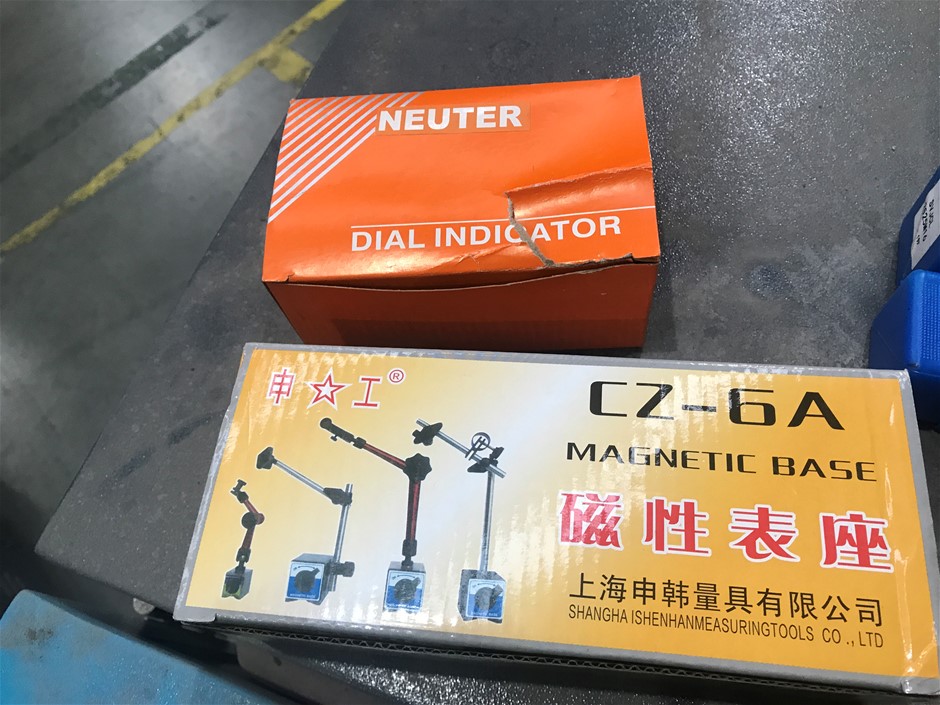 NEUTER
DIAL INDICATOR
申☆工®
CZ-6A
MAGNETIC BASE
磁性表座
上海申韩量具有限公司
SHANGHA ISHENHANMEASURINGTOOLS CO .,LTD